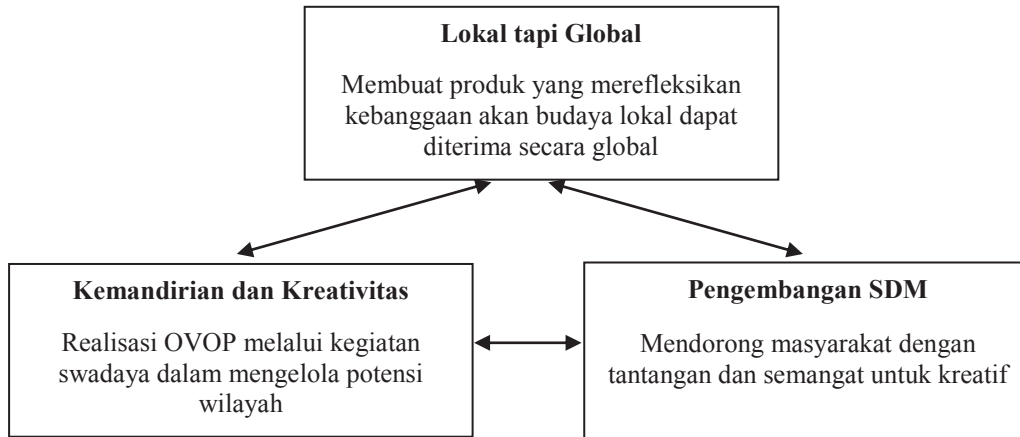 Lokal tapi Global
Membuat produk yang merefleksikan
kebanggaan akan budaya lokal dapat
diterima secara global
Kemandirian dan Kreativitas
Realisasi OVOP melalui kegiatan
swadaya dalam mengelola potensi
wilayah
Pengembangan SDM
Mendorong masyarakat dengan
tantangan dan semangat untuk kreatif